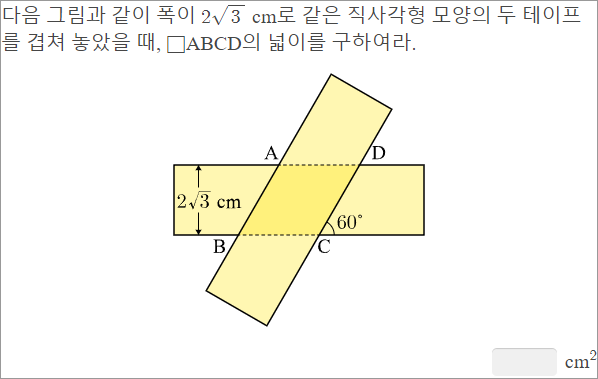 다음 그림과 같이 폭이 2√3 cm로 같은 직사각형 모양의 두 테이프
를 겹쳐 놓았을 때, □ABCD의 넓이를 구하여라.
A
D
2√3 cm
60°
B
C
cm²